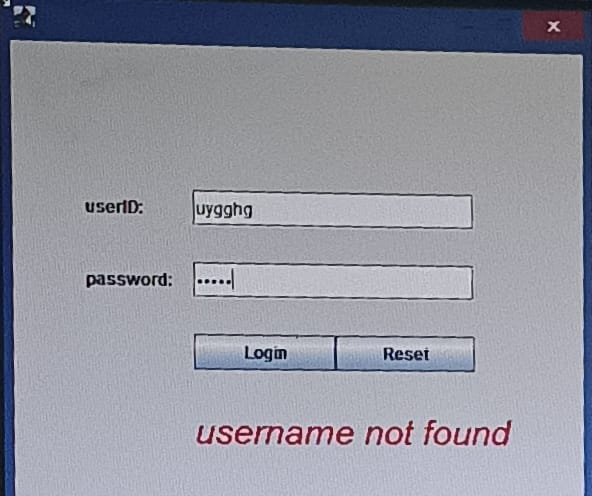 userID:
uygghg
password:
•••••
Login
Reset
username not found